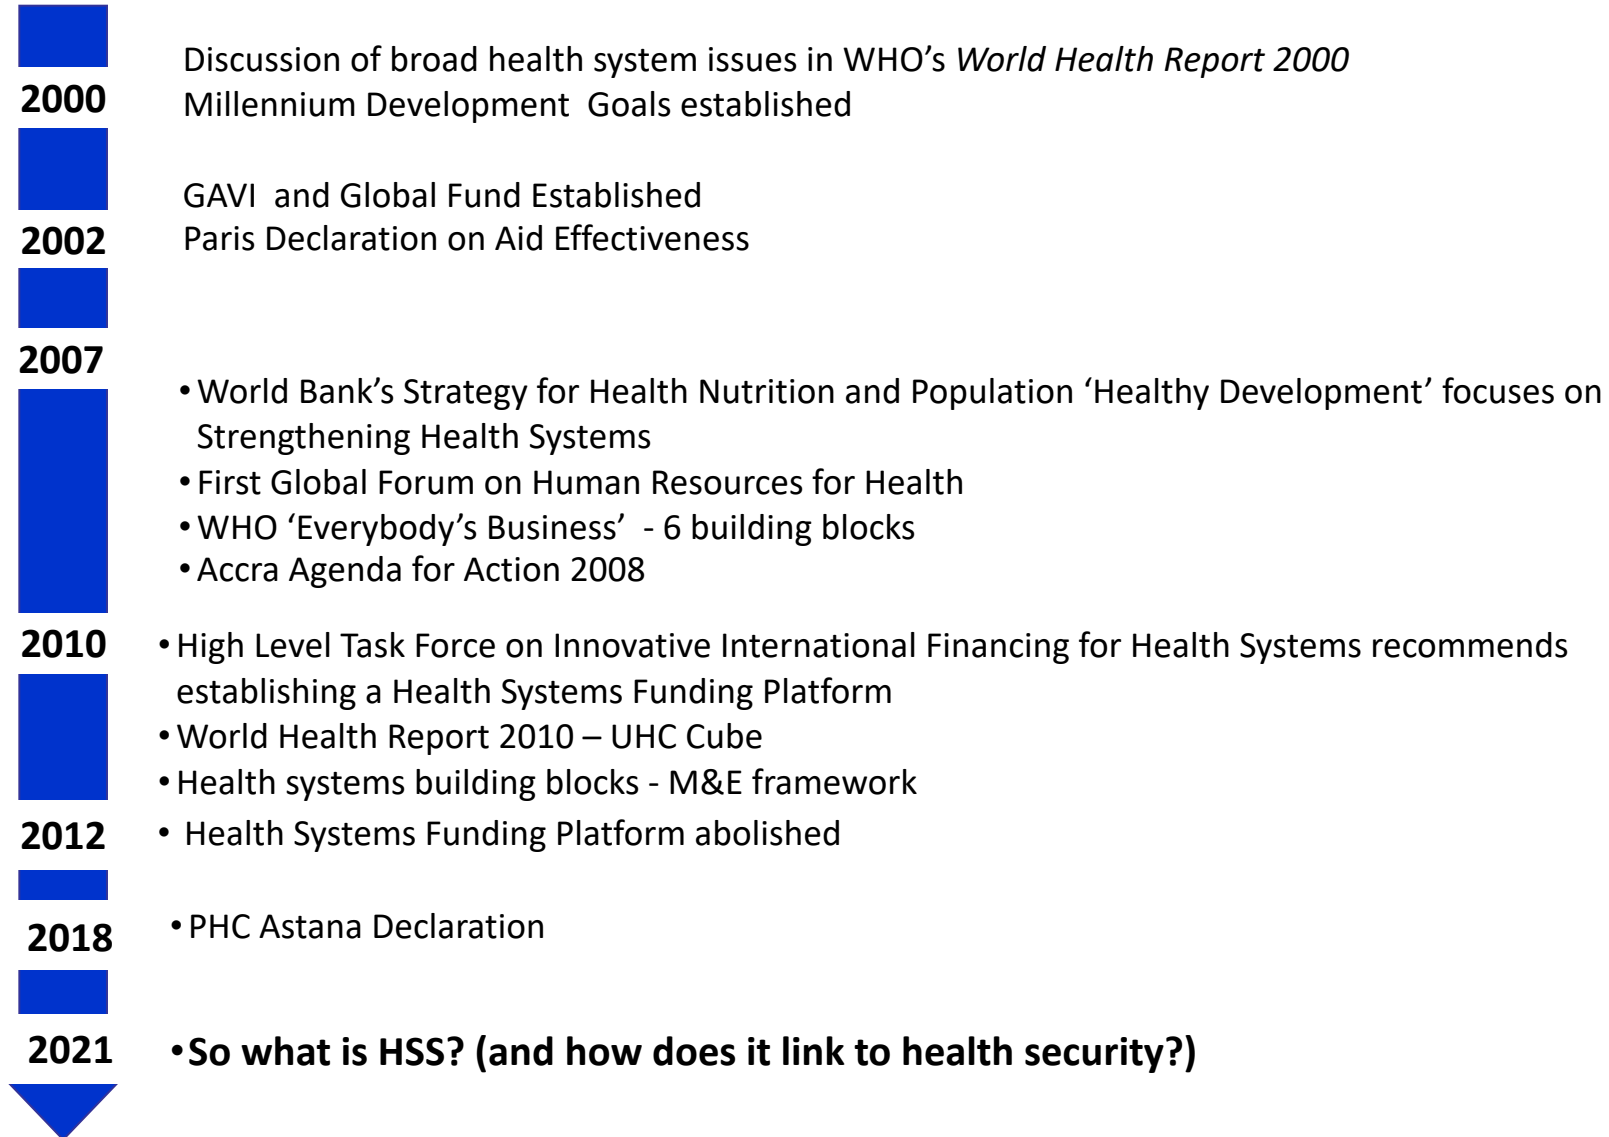 Discussion of broad health system issues in WHO’s World Health Report 2000
2000
Millennium Development  Goals established
GAVI  and Global Fund Established
2002
Paris Declaration on Aid Effectiveness
2007
• World Bank’s Strategy for Health Nutrition and Population ‘Healthy Development’ focuses on
Strengthening Health Systems
• First Global Forum on Human Resources for Health
• WHO ‘Everybody’s Business’  - 6 building blocks
• Accra Agenda for Action 2008
2010
• High Level Task Force on Innovative International Financing for Health Systems recommends
establishing a Health Systems Funding Platform
• World Health Report 2010 – UHC Cube
• Health systems building blocks - M&E framework
2012
• Health Systems Funding Platform abolished
2018
• PHC Astana Declaration
2021
• So what is HSS? (and how does it link to health security?)